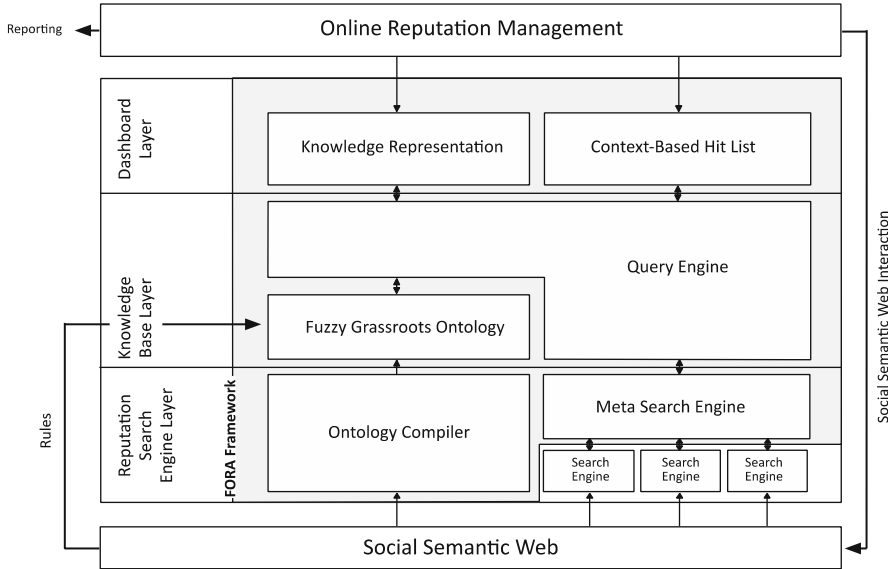 Online Reputation Management
Reporting
Dashboard
Layer
Knowledge Representation
Context-Based Hit List
Knowledge
Base Layer
Query Engine
Fuzzy Grassroots Ontology
Reputation
Search
Engine Layer
FORA Framework
Ontology Compiler
Meta Search Engine
Search
Engine
Search
Engine
Search
Engine
Rules
Social Semantic Web Interaction
Social Semantic Web